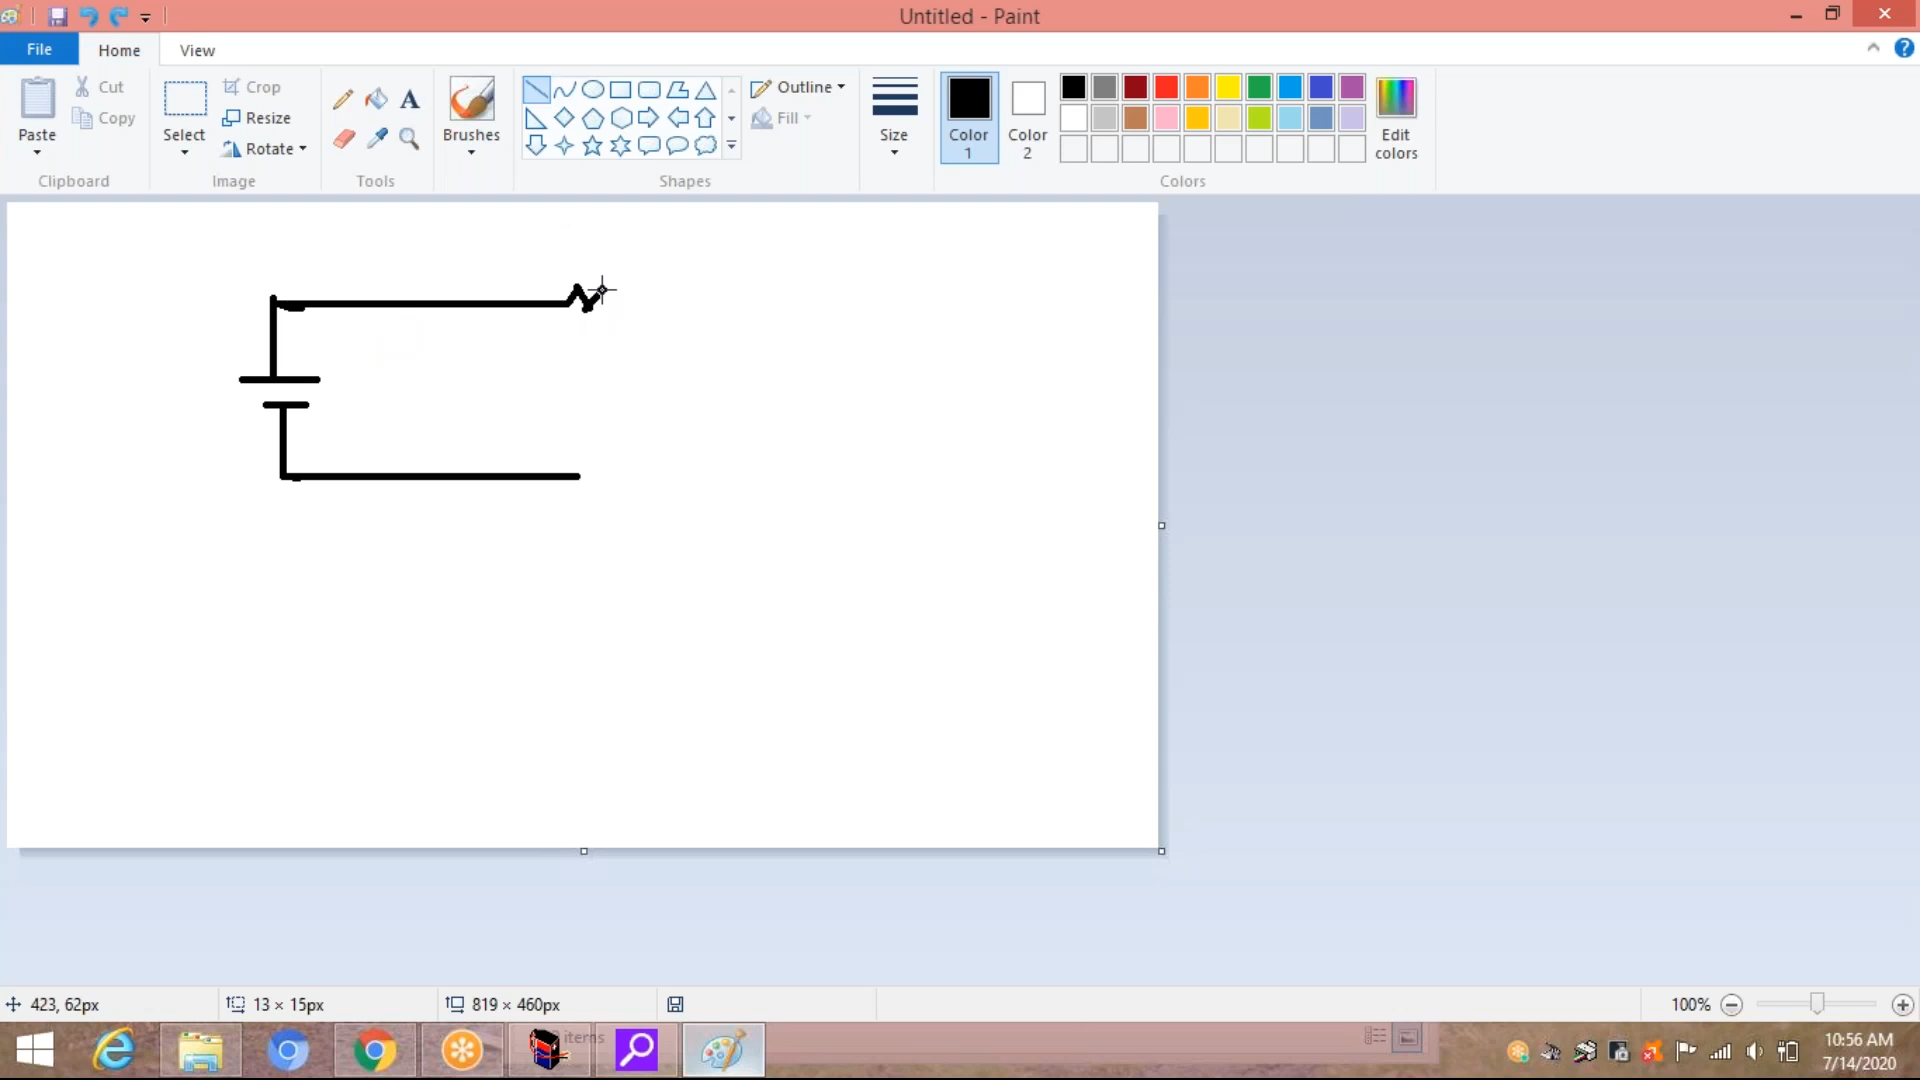 Untitled - Paint
File
Home
View
Paste
Cut
Copy
Clipboard
Select
Crop
Resize
Rotate
Image
A
Tools
Brushes
Shapes
Outline
Fill
Size
Color
1
Color
2
Edit
colors
Colors
?
423, 62px
13 × 15px
819 × 460px
100%
items
10:56 AM
7/14/2020